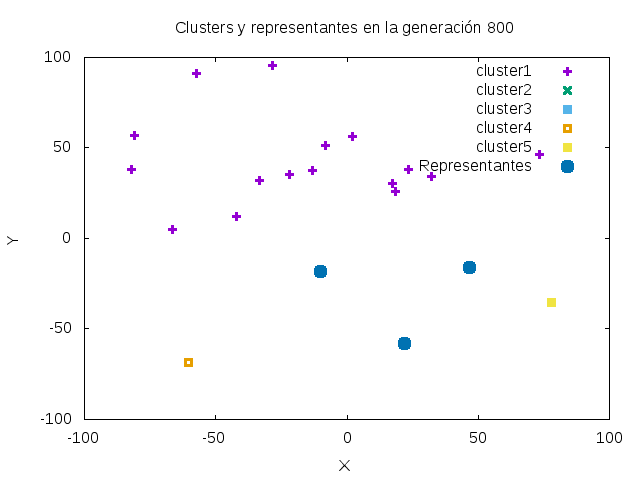 Clusters y representantes en la generación 800
cluster1
cluster2
cluster3
cluster4
cluster5
Representantes
100
50
0
-50
-100
Y
-100
-50
0
50
100
X